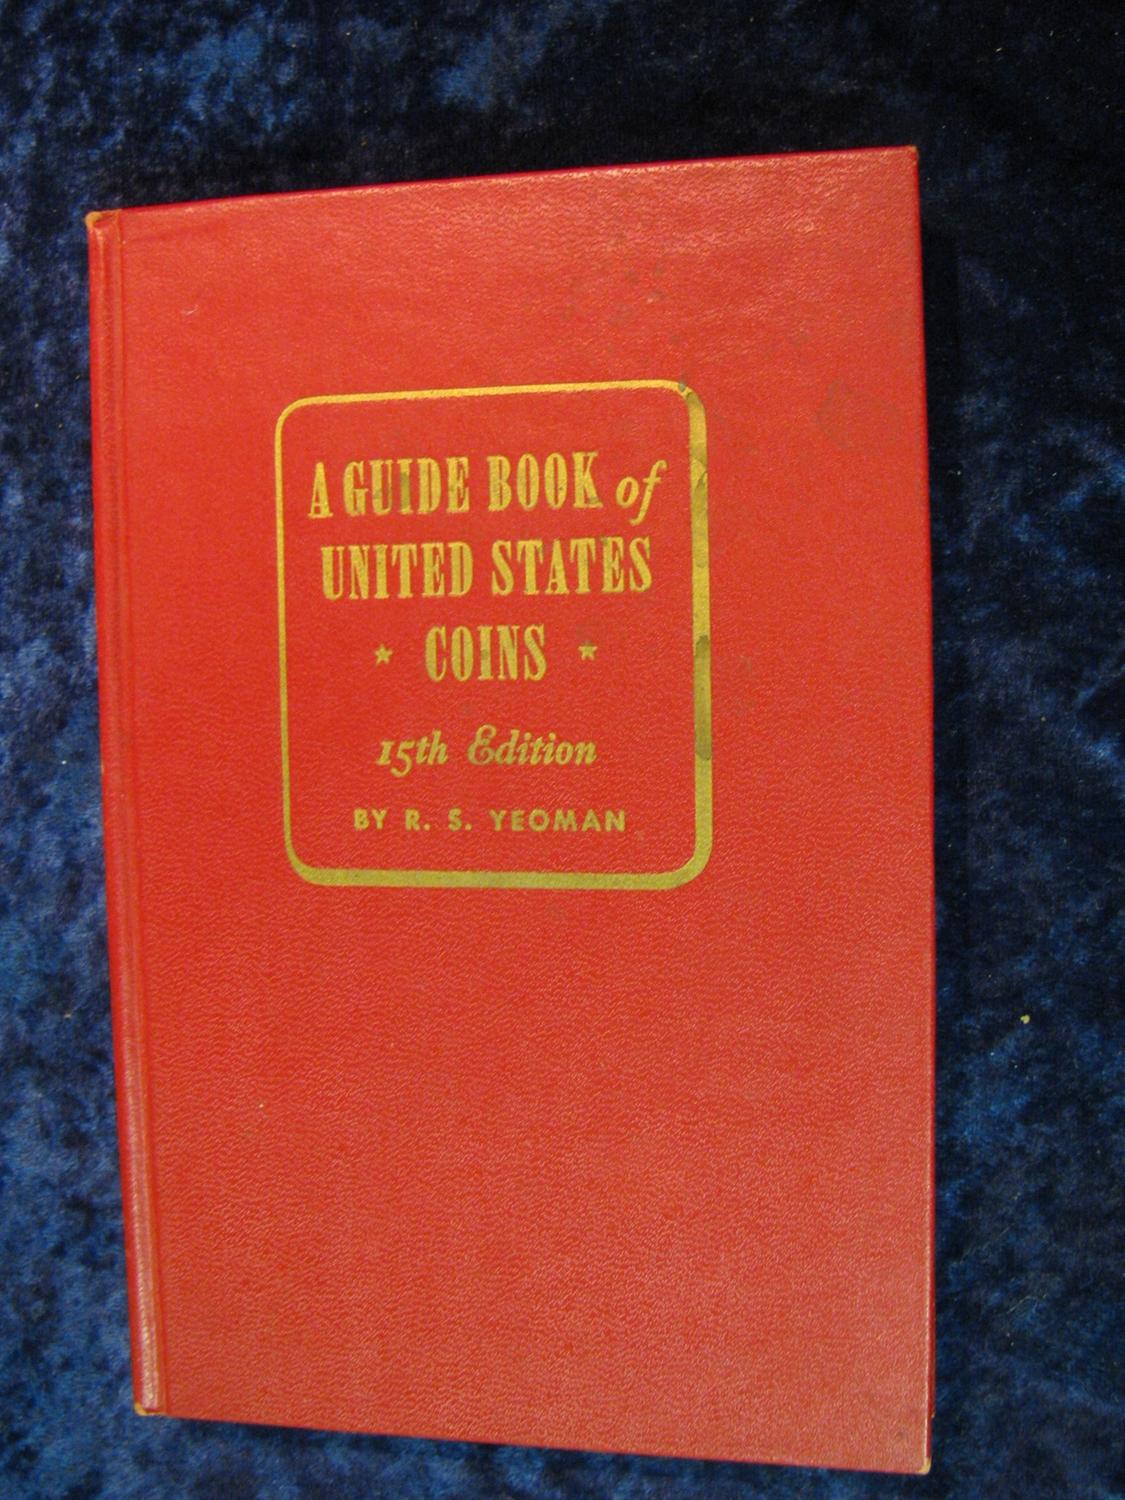 A GUIDE BOOK of
UNITED STATES
* COINS *
15th Edition
BY R. S. YEOMAN